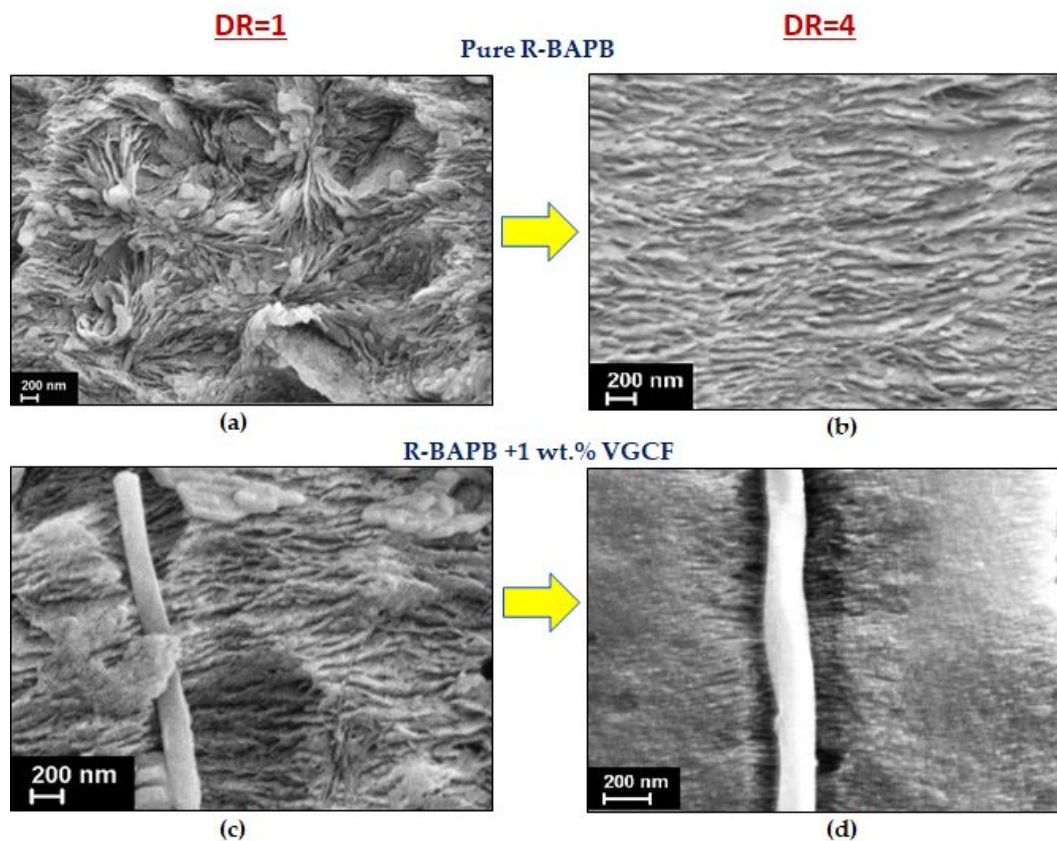 DR=1
DR=4
Pure R-BAPB
200 nm
200 nm
(a)
(b)
R-BAPB +1 wt.% VGCF
200 nm
200 nm
(c)
(d)